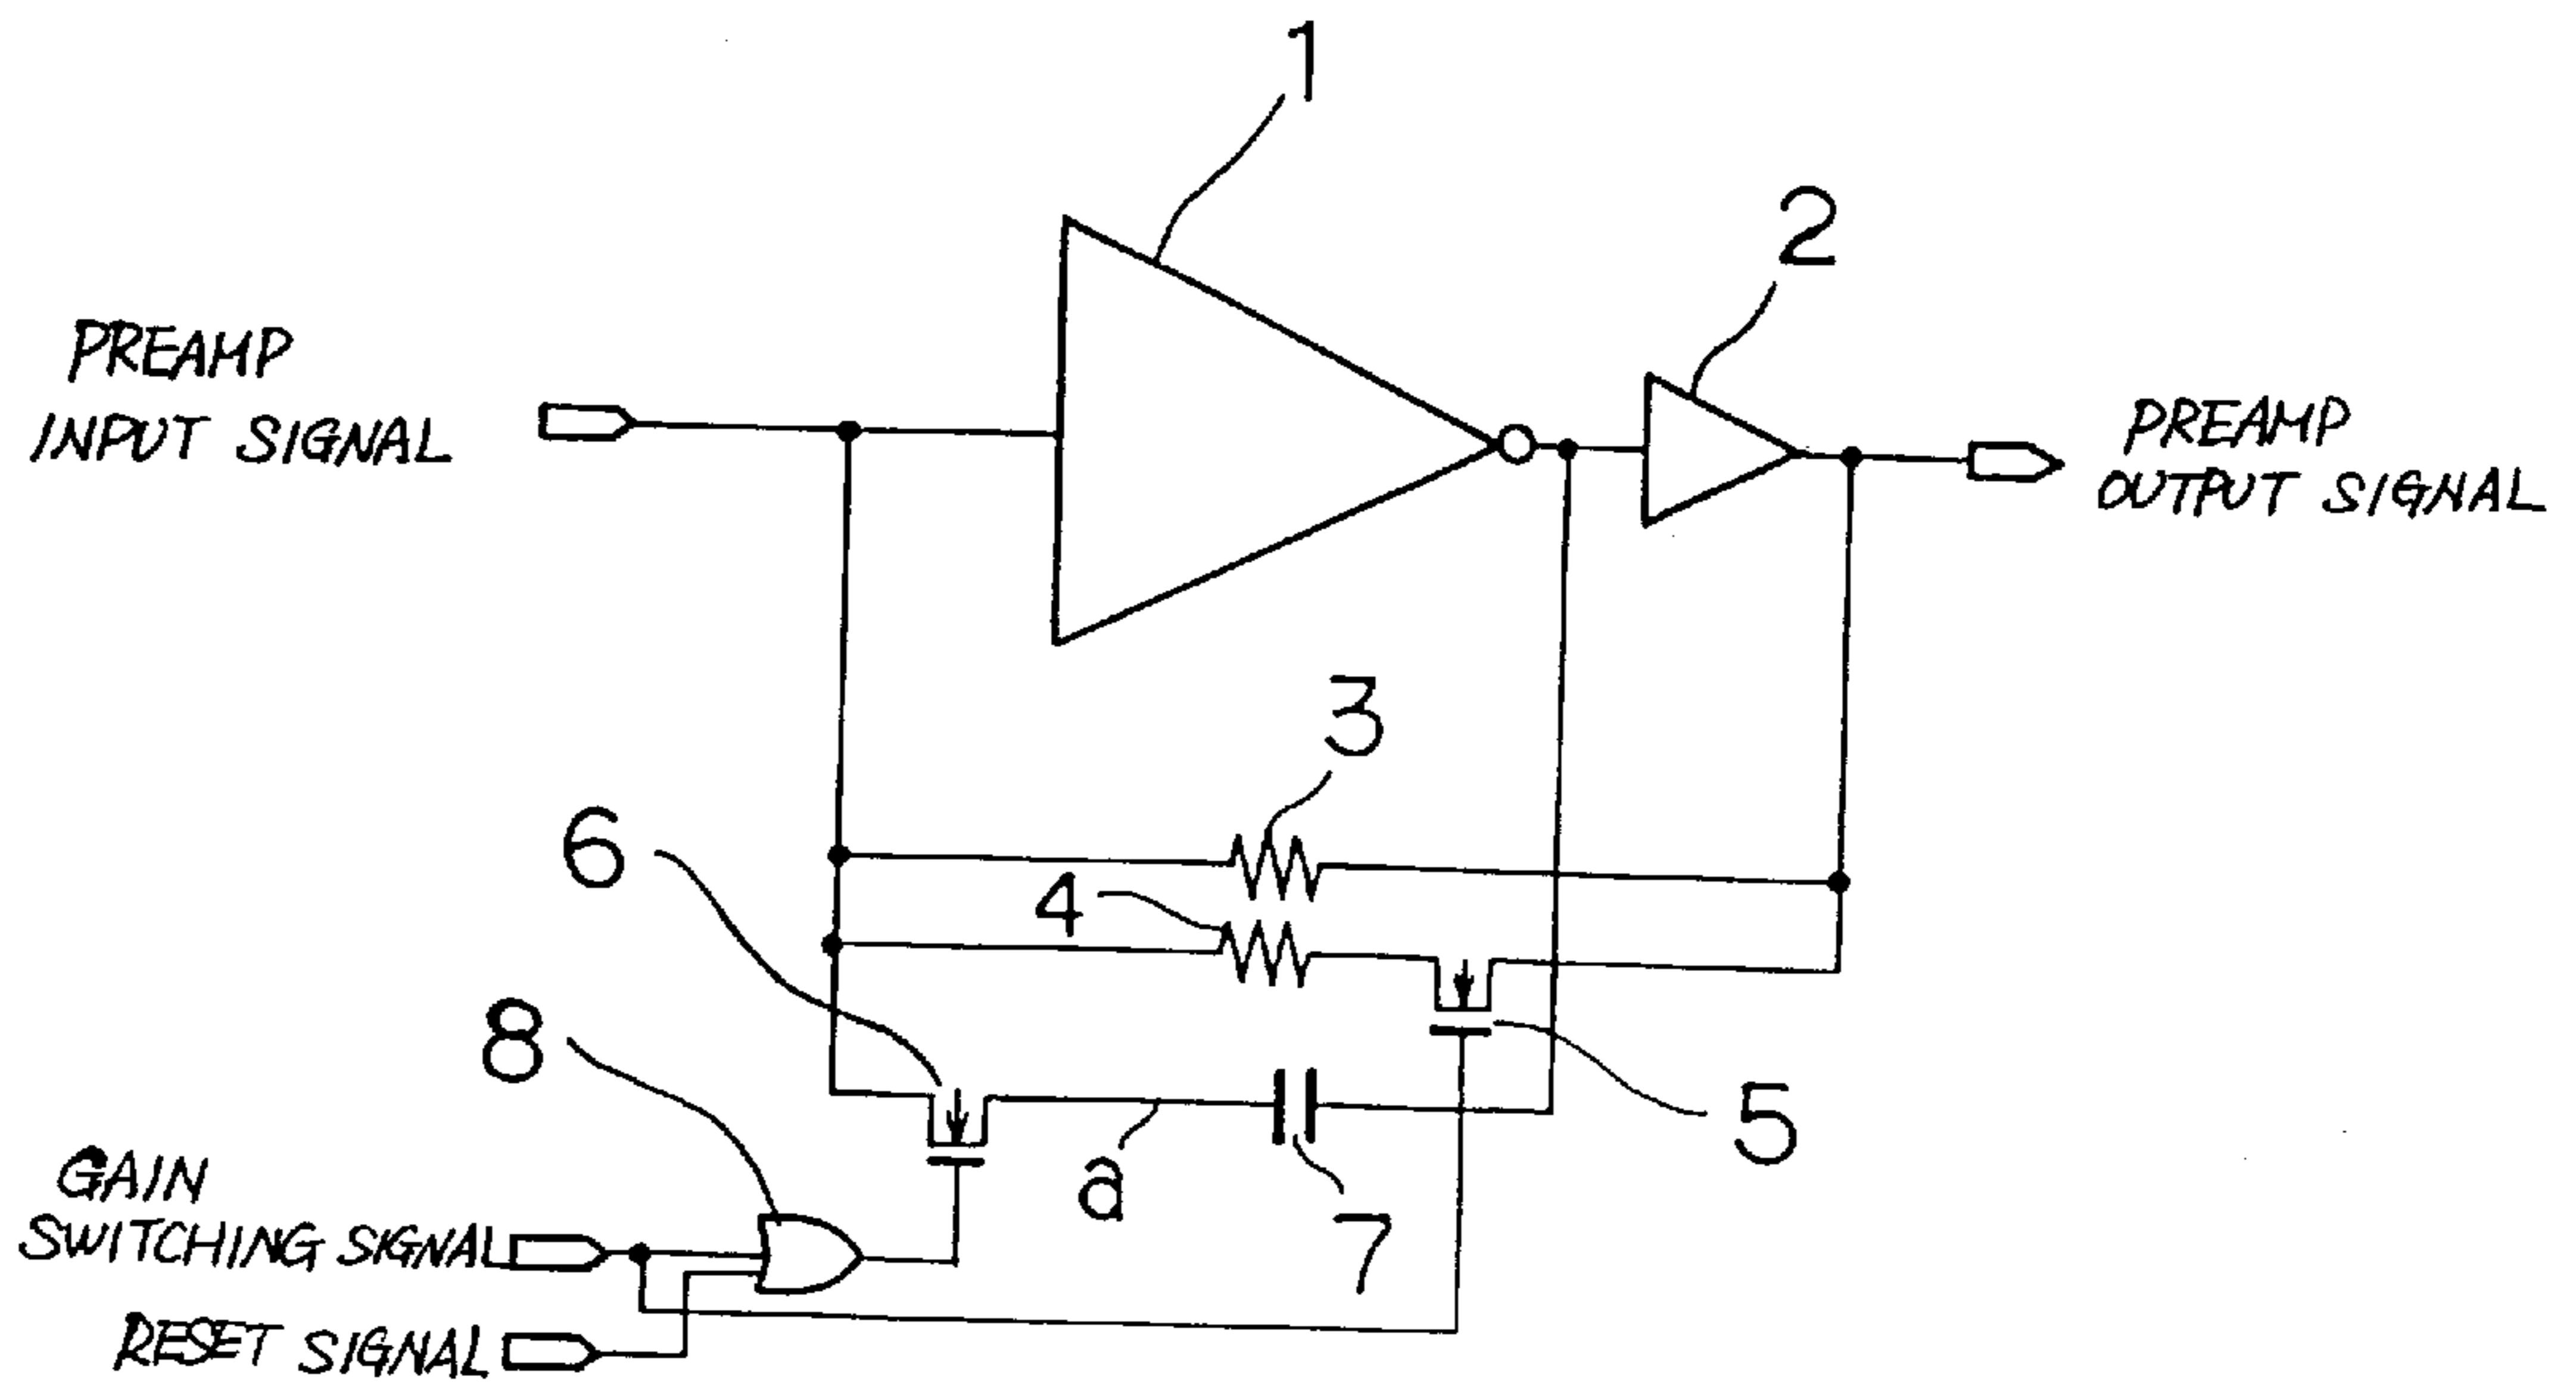 1
2
PREAMP
INPUT SIGNAL
PREAMP
OUTPUT SIGNAL
3
6
4
8
5
a
7
GAIN
SWITCHING SIGNAL
RESET SIGNAL